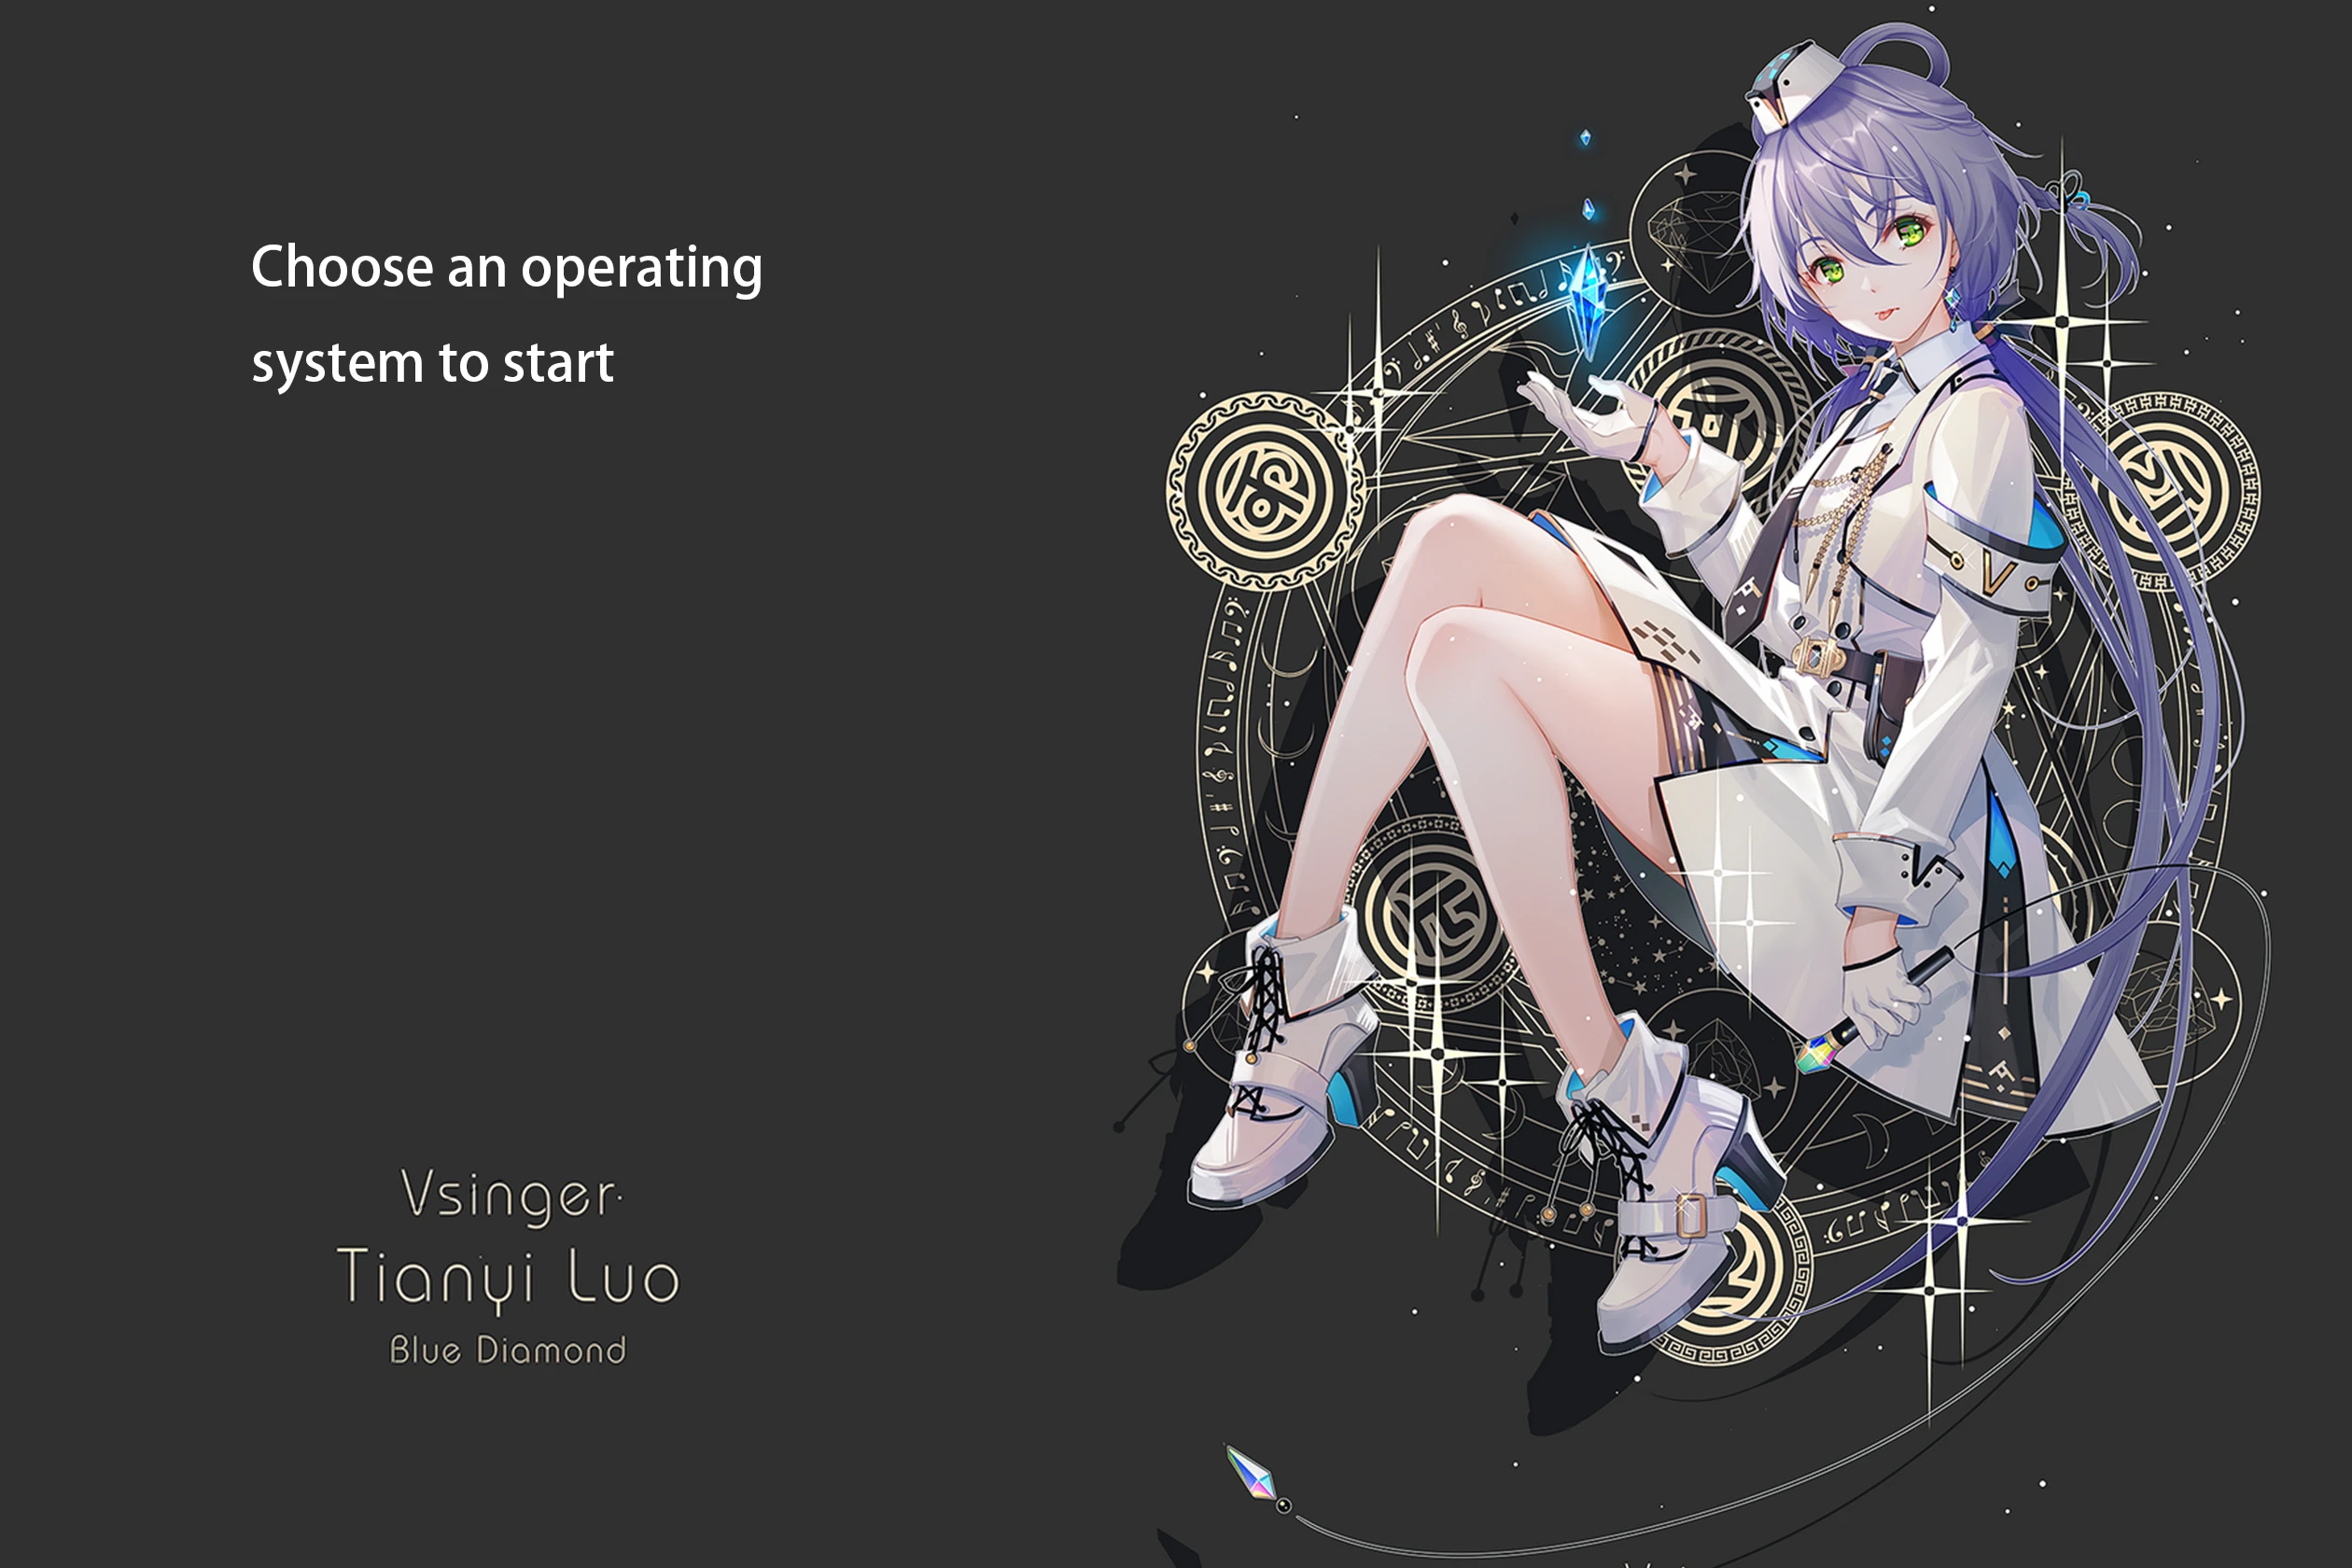 Choose an operating
system to start
Vsinger
Tianyi Luo
Blue Diamond